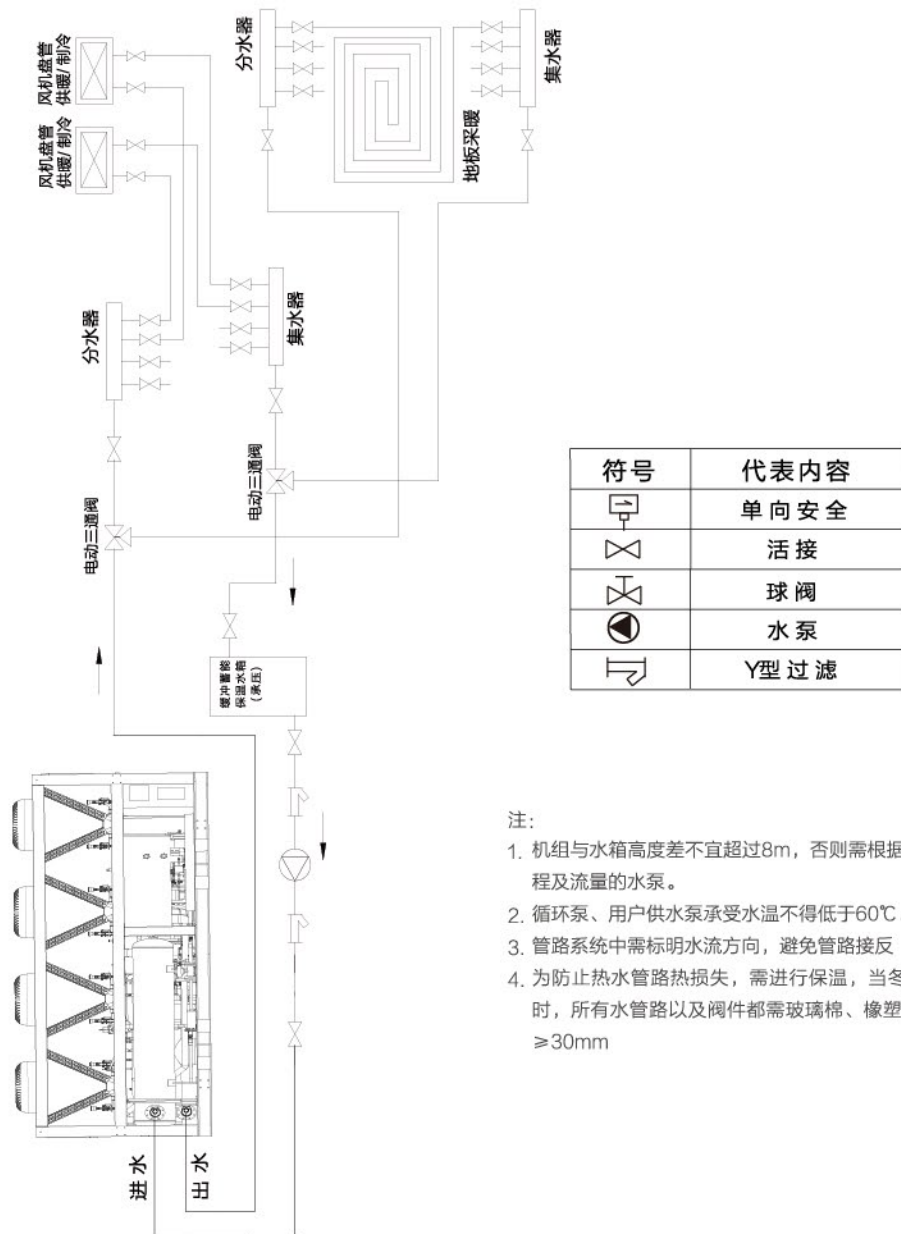 风机盘管
供暖/制冷
风机盘管
供暖/制冷
分水器
集水器
地板采暖
分水器
集水器
电动三通阀
电动三通阀
缓冲蓄能
保温水箱
(承压)
进水
出水
符号 代表内容
单向安全
活接
球阀
水泵
Y型过滤
注：
1. 机组与水箱高度差不宜超过8m，否则需根据
程及流量的水泵。
2. 循环泵、用户供水泵承受水温不得低于60℃
3. 管路系统中需标明水流方向，避免管路接反
4. 为防止热水管路热损失，需进行保温，当冬
时，所有水管路以及阀件都需玻璃棉、橡塑
≥30mm